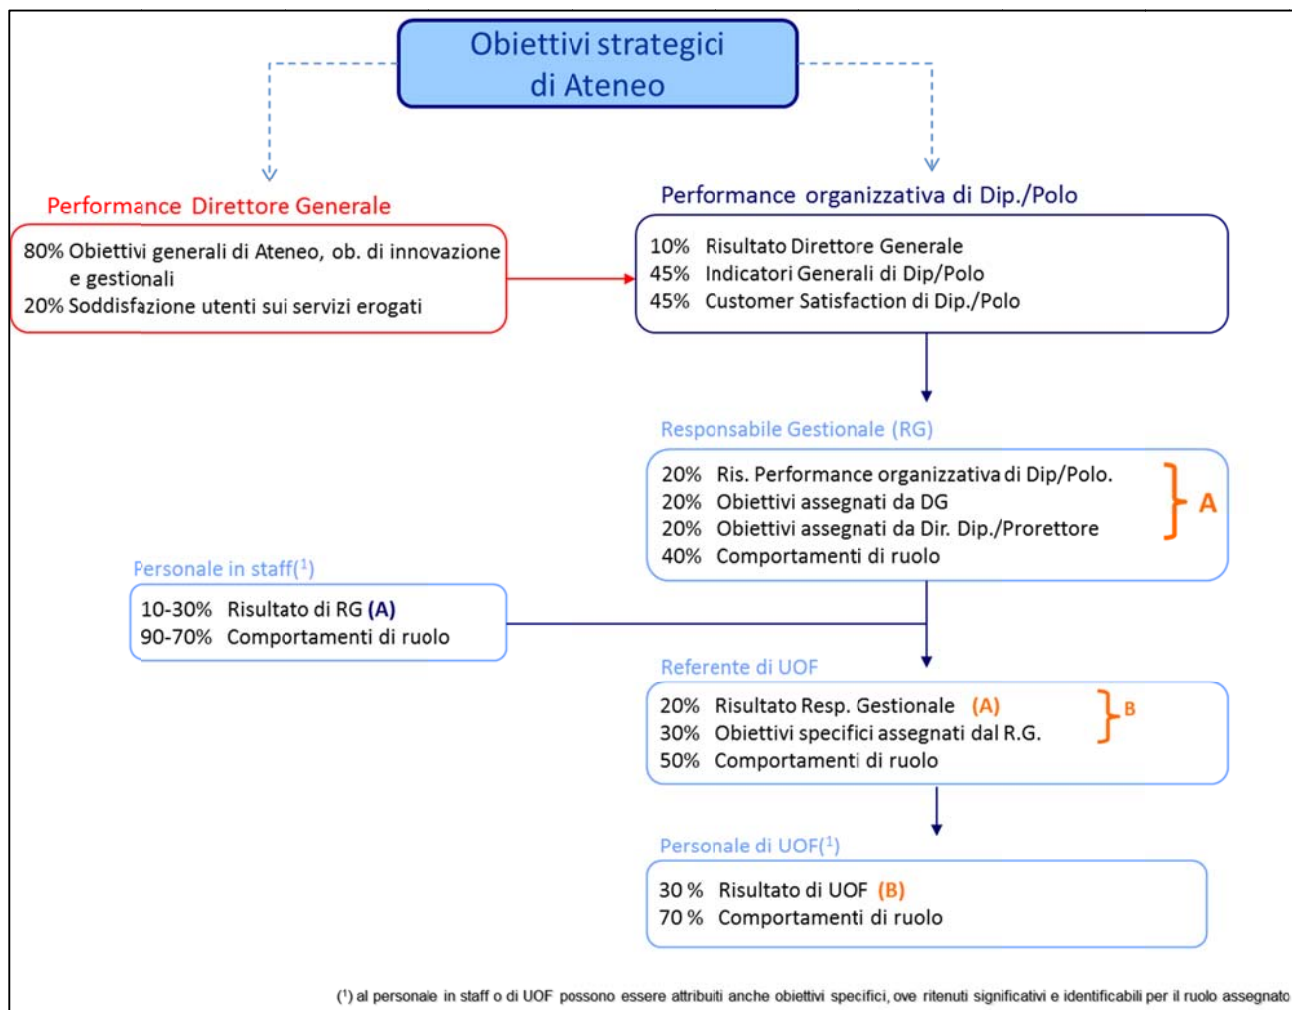 Obiettivi strategici
di Ateneo
Performance Direttore Generale
80% Obiettivi generali di Ateneo, ob. di innovazione
e gestionali
20% Soddisfazione utenti sui servizi erogati
Performance organizzativa di Dip./Polo
10% Risultato Direttore Generale
45% Indicatori Generali di Dip/Polo
45% Customer Satisfaction di Dip./Polo
Responsabile Gestionale (RG)
20% Ris. Performance organizzativa di Dip/Polo.
20% Obiettivi assegnati da DG
20% Obiettivi assegnati da Dir. Dip./Prorettore
40% Comportamenti di ruolo
A
Personale in staff(¹)
10-30% Risultato di RG (A)
90-70% Comportamenti di ruolo
Referente di UOF
20% Risultato Resp. Gestionale (A)
30% Obiettivi specifici assegnati dal R.G.
50% Comportamenti di ruolo
B
Personale di UOF(¹)
30 % Risultato di UOF (B)
70 % Comportamenti di ruolo
(¹) al personale in staff o di UOF possono essere attribuiti anche obiettivi specifici, ove ritenuti significativi e identificabili per il ruolo assegnato